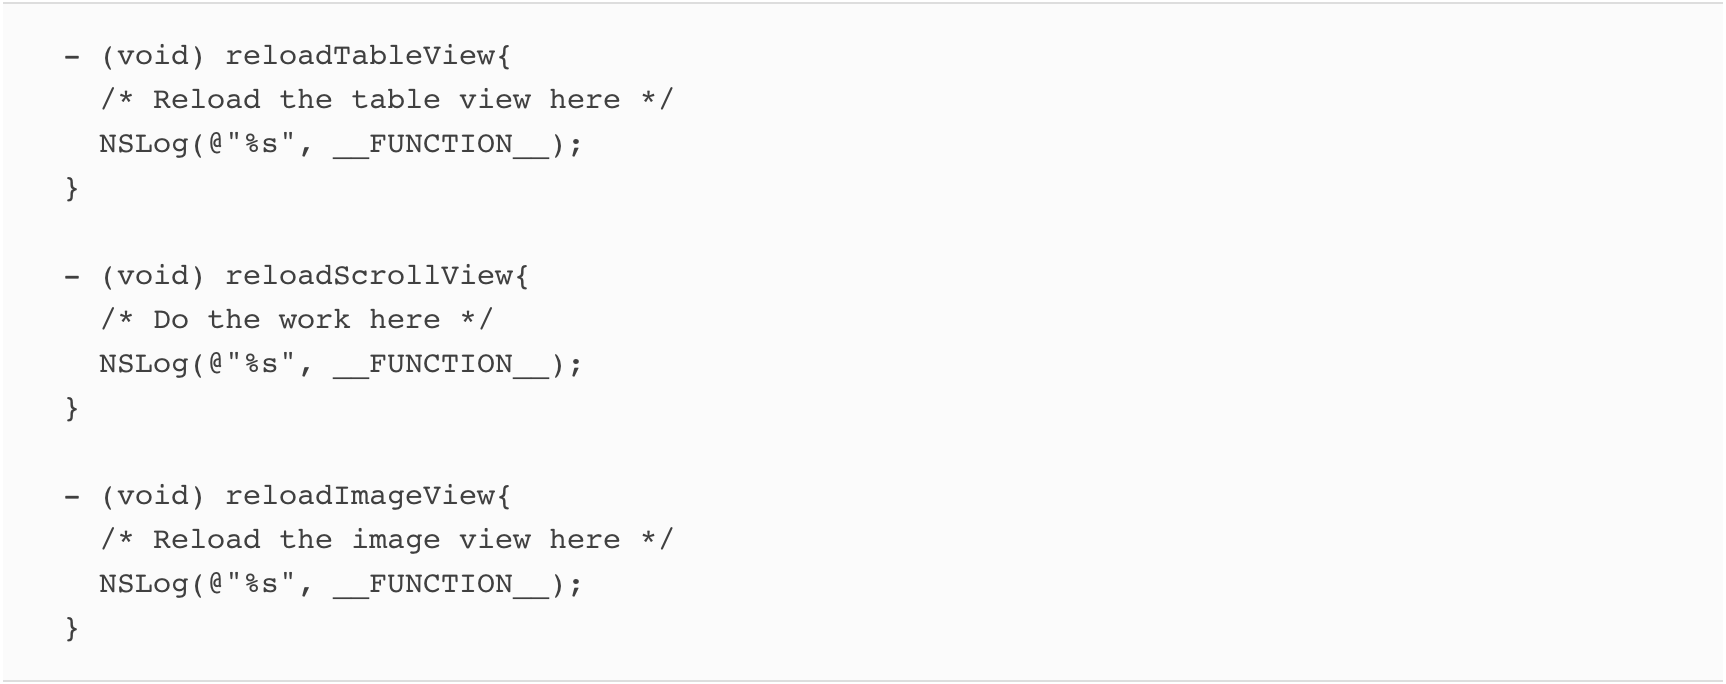 - (void) reloadTableView{
  /* Reload the table view here */
  NSLog(@"%s", __FUNCTION__);
}

- (void) reloadScrollView{
  /* Do the work here */
  NSLog(@"%s", __FUNCTION__);
}

- (void) reloadImageView{
  /* Reload the image view here */
  NSLog(@"%s", __FUNCTION__);
}